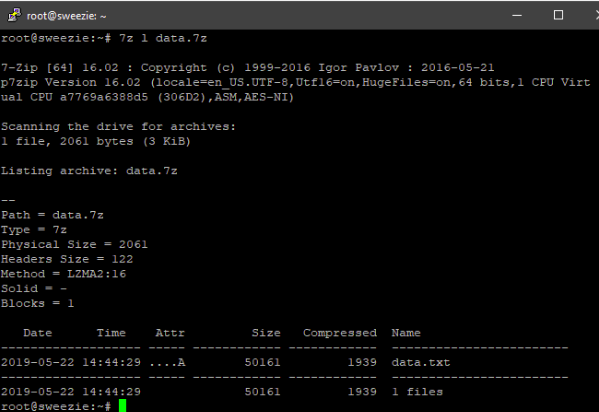 root@sweezie: ~
root@sweezie:~# 7z l data.7z
7-Zip [64] 16.02 : Copyright (c) 1999-2016 Igor Pavlov : 2016-05-21
p7zip Version 16.02 (locale=en_US.UTF-8,Utf16=on,HugeFiles=on,64 bits,1 CPU Virt
ual CPU a7769a6388d5 (306D2),ASM,AES-NI)
Scanning the drive for archives:
1 file, 2061 bytes (3 KiB)
Listing archive: data.7z
--
Path = data.7z
Type = 7z
Physical Size = 2061
Headers Size = 122
Method = LZMA2:16
Solid = -
Blocks = 1
   Date      Time    Attr         Size   Compressed  Name
------------------- ----- ------------ ------------  ------------------------
2019-05-22 14:44:29 ....A        50161         1939  data.txt
------------------- ----- ------------ ------------  ------------------------
2019-05-22 14:44:29              50161         1939  1 files
root@sweezie:~#